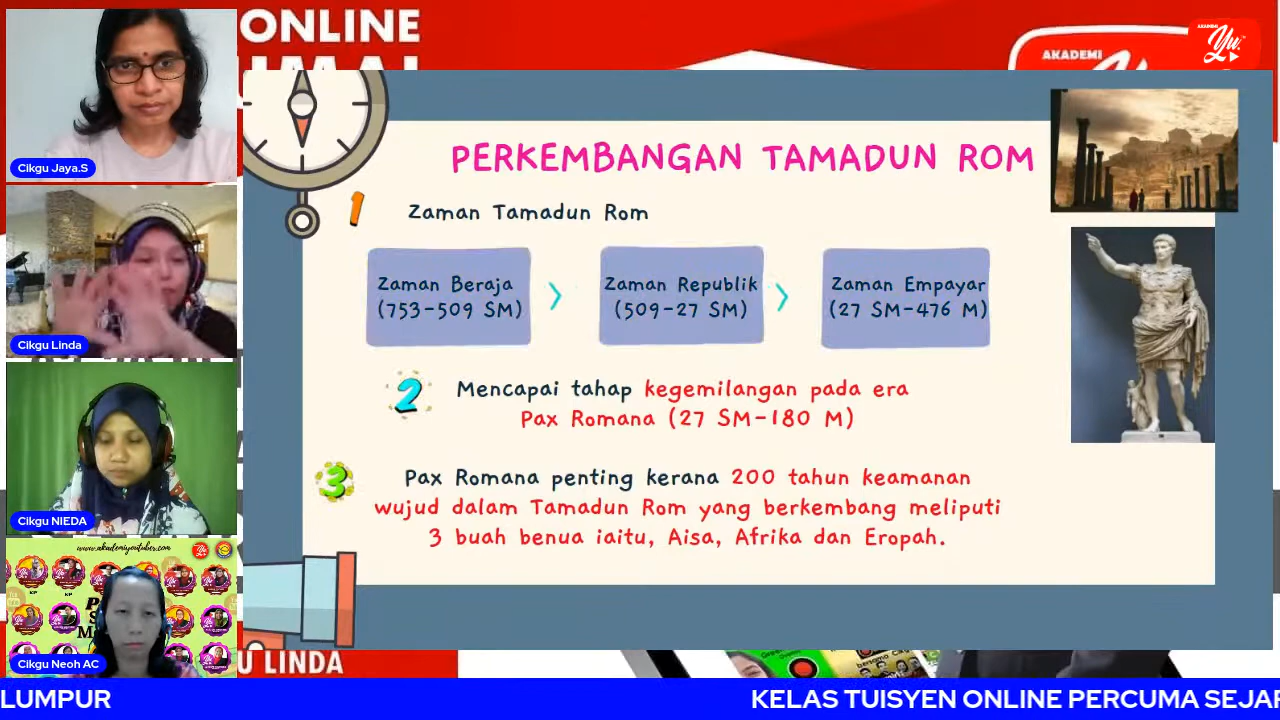 ONLINE
AKADEMI
AKADEMI
Yu
PERKEMBANGAN TAMADUN ROM
1
Zaman Tamadun Rom
Zaman Beraja
(753-509 SM)
Zaman Republik
(509-27 SM)
Zaman Empayar
(27 SM-476 M)
2
Mencapai tahap kegemilangan pada era
Pax Romana (27 SM-180 M)
3
Pax Romana penting kerana 200 tahun keamanan
wujud dalam Tamadun Rom yang berkembang meliputi
3 buah benua iaitu, Aisa, Afrika dan Eropah.
Cikgu Jaya.S
Cikgu Linda
Cikgu NIEDA
www.akademiyoutuber.com
Cikgu Neoh AC
U LINDA
LUMPUR
KELAS TUISYEN ONLINE PERCUMA SEJAR